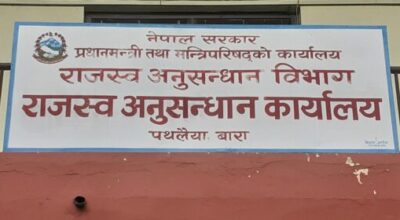 नेपाल सरकार
प्रधानमन्त्री तथा मन्त्रिपरिषद्को कार्यालय
राजस्व अनुसन्धान विभाग
राजस्व अनुसन्धान कार्यालय
पथलैया बारा